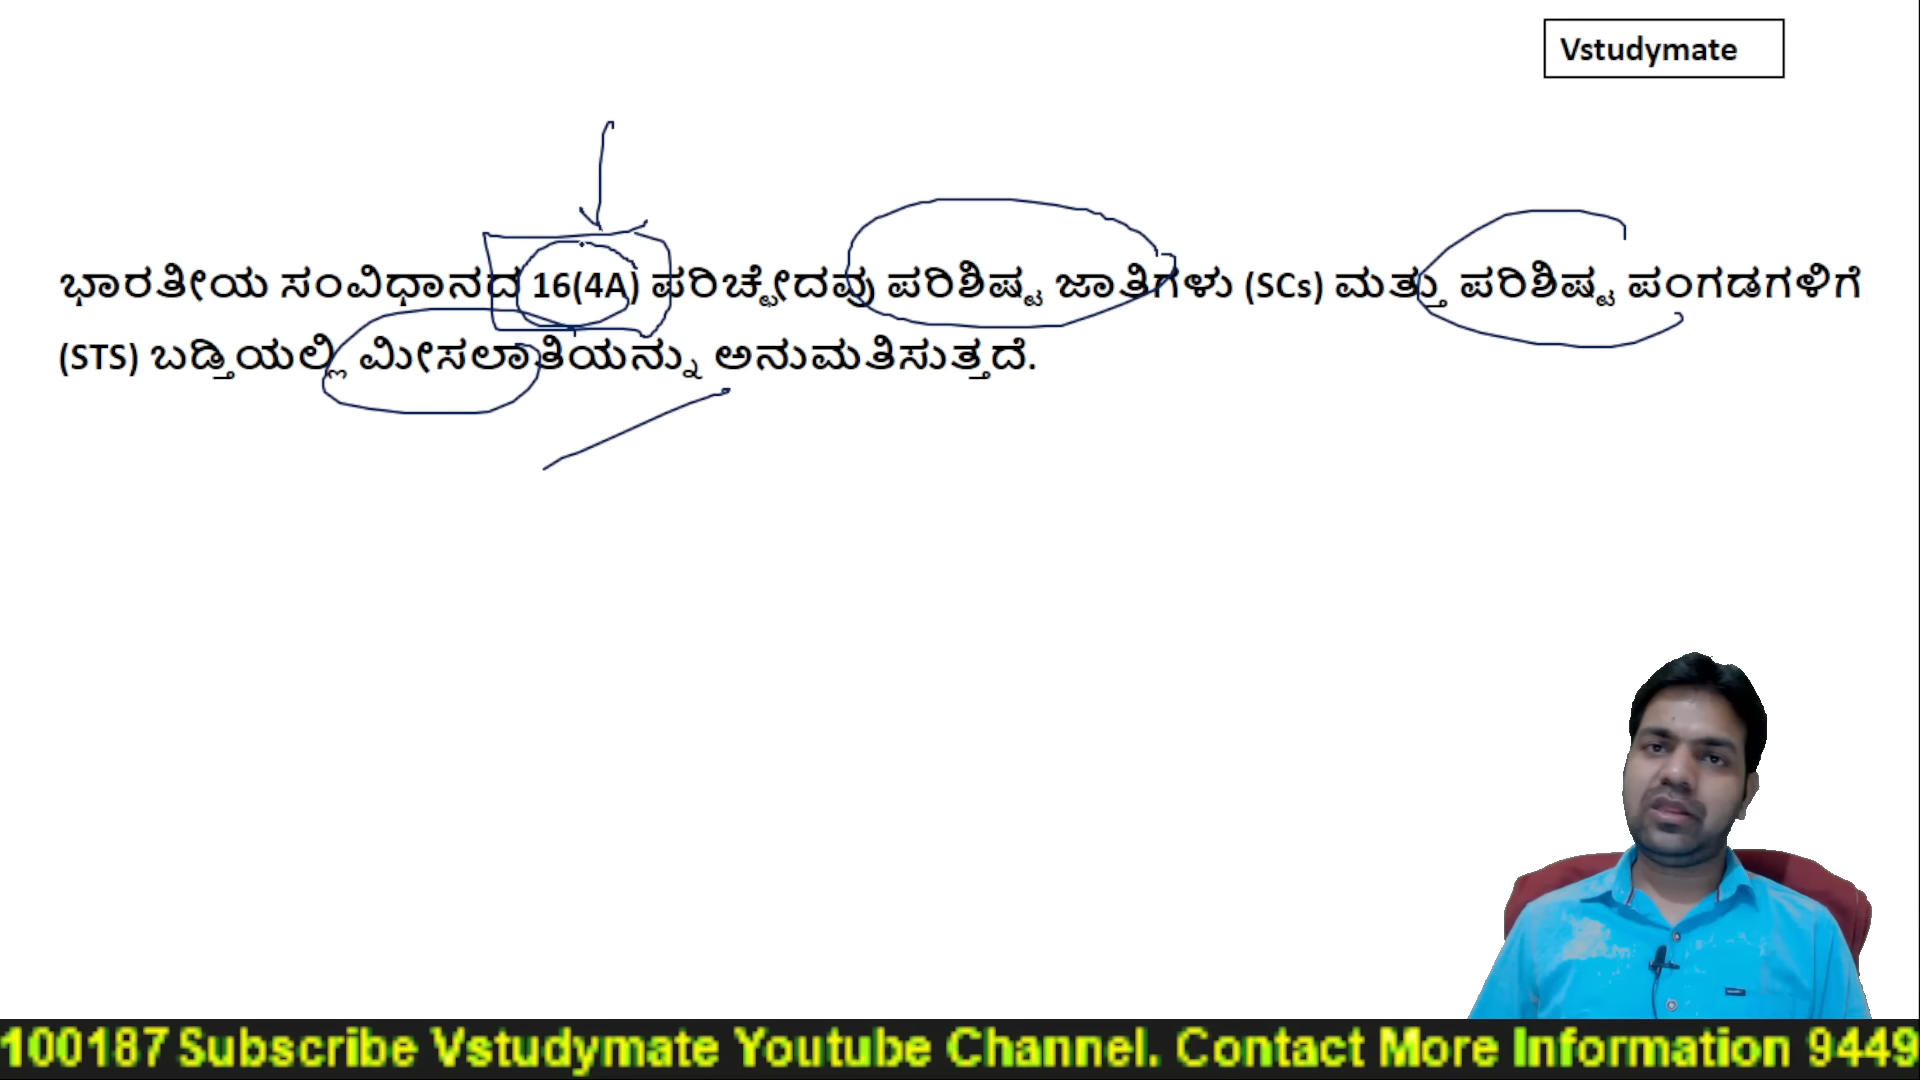 Vstudymate
ಭಾರತೀಯ ಸಂವಿಧಾನದ 16(4A) ಪರಿಚ್ಛೇದವು ಪರಿಶಿಷ್ಟ ಜಾತಿಗಳು (SCs) ಮತ್ತು ಪರಿಶಿಷ್ಟ ಪಂಗಡಗಳಿಗೆ
(STS) ಬಡ್ತಿಯಲ್ಲಿ ಮೀಸಲಾತಿಯನ್ನು ಅನುಮತಿಸುತ್ತದೆ.
100187 Subscribe Vstudymate Youtube Channel. Contact More Information 9449